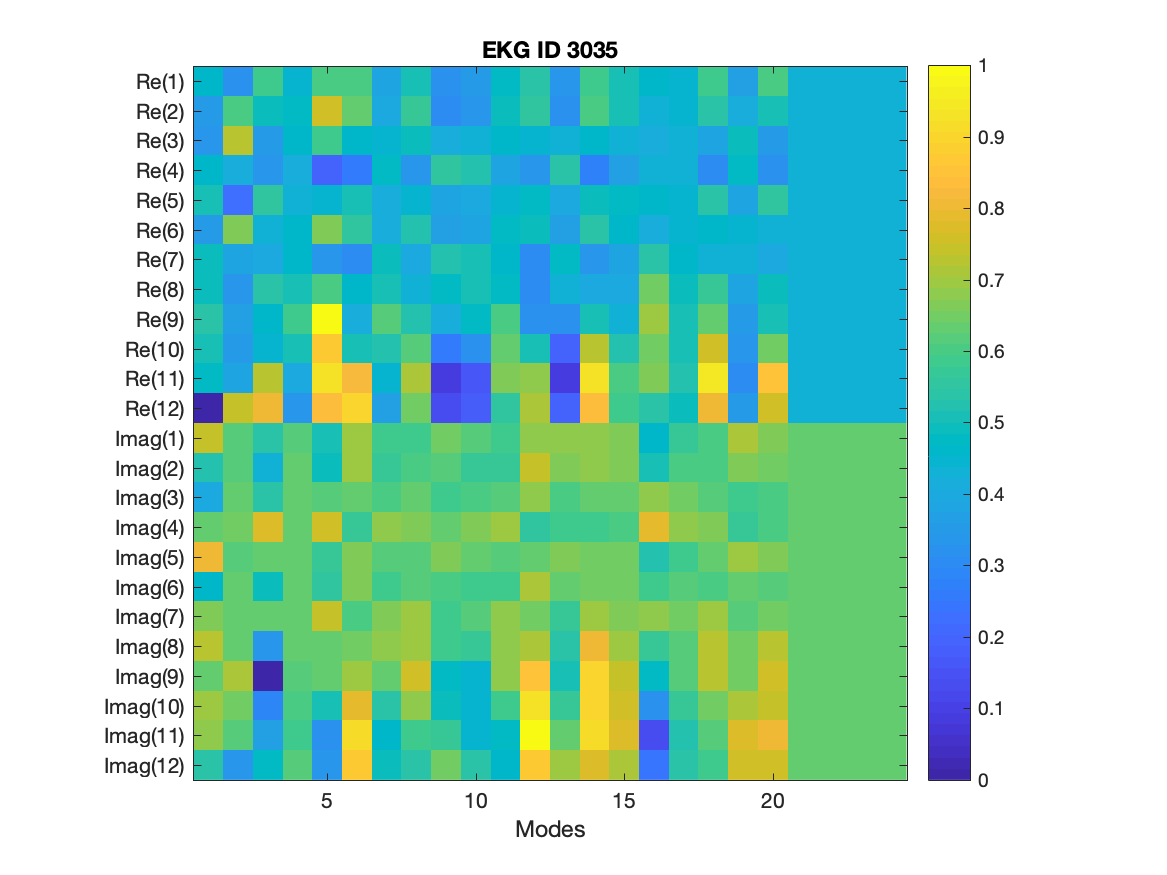 EKG ID 3035
Re(1)
Re(2)
Re(3)
Re(4)
Re(5)
Re(6)
Re(7)
Re(8)
Re(9)
Re(10)
Re(11)
Re(12)
Imag(1)
Imag(2)
Imag(3)
Imag(4)
Imag(5)
Imag(6)
Imag(7)
Imag(8)
Imag(9)
Imag(10)
Imag(11)
Imag(12)
5 10 15 20
Modes
1
0.9
0.8
0.7
0.6
0.5
0.4
0.3
0.2
0.1
0